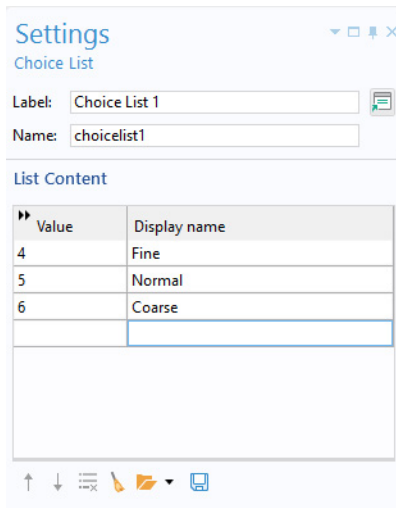 Settings
Choice List
Label: Choice List 1
Name: choicelist1
List Content
Value Display name
4 Fine
5 Normal
6 Coarse